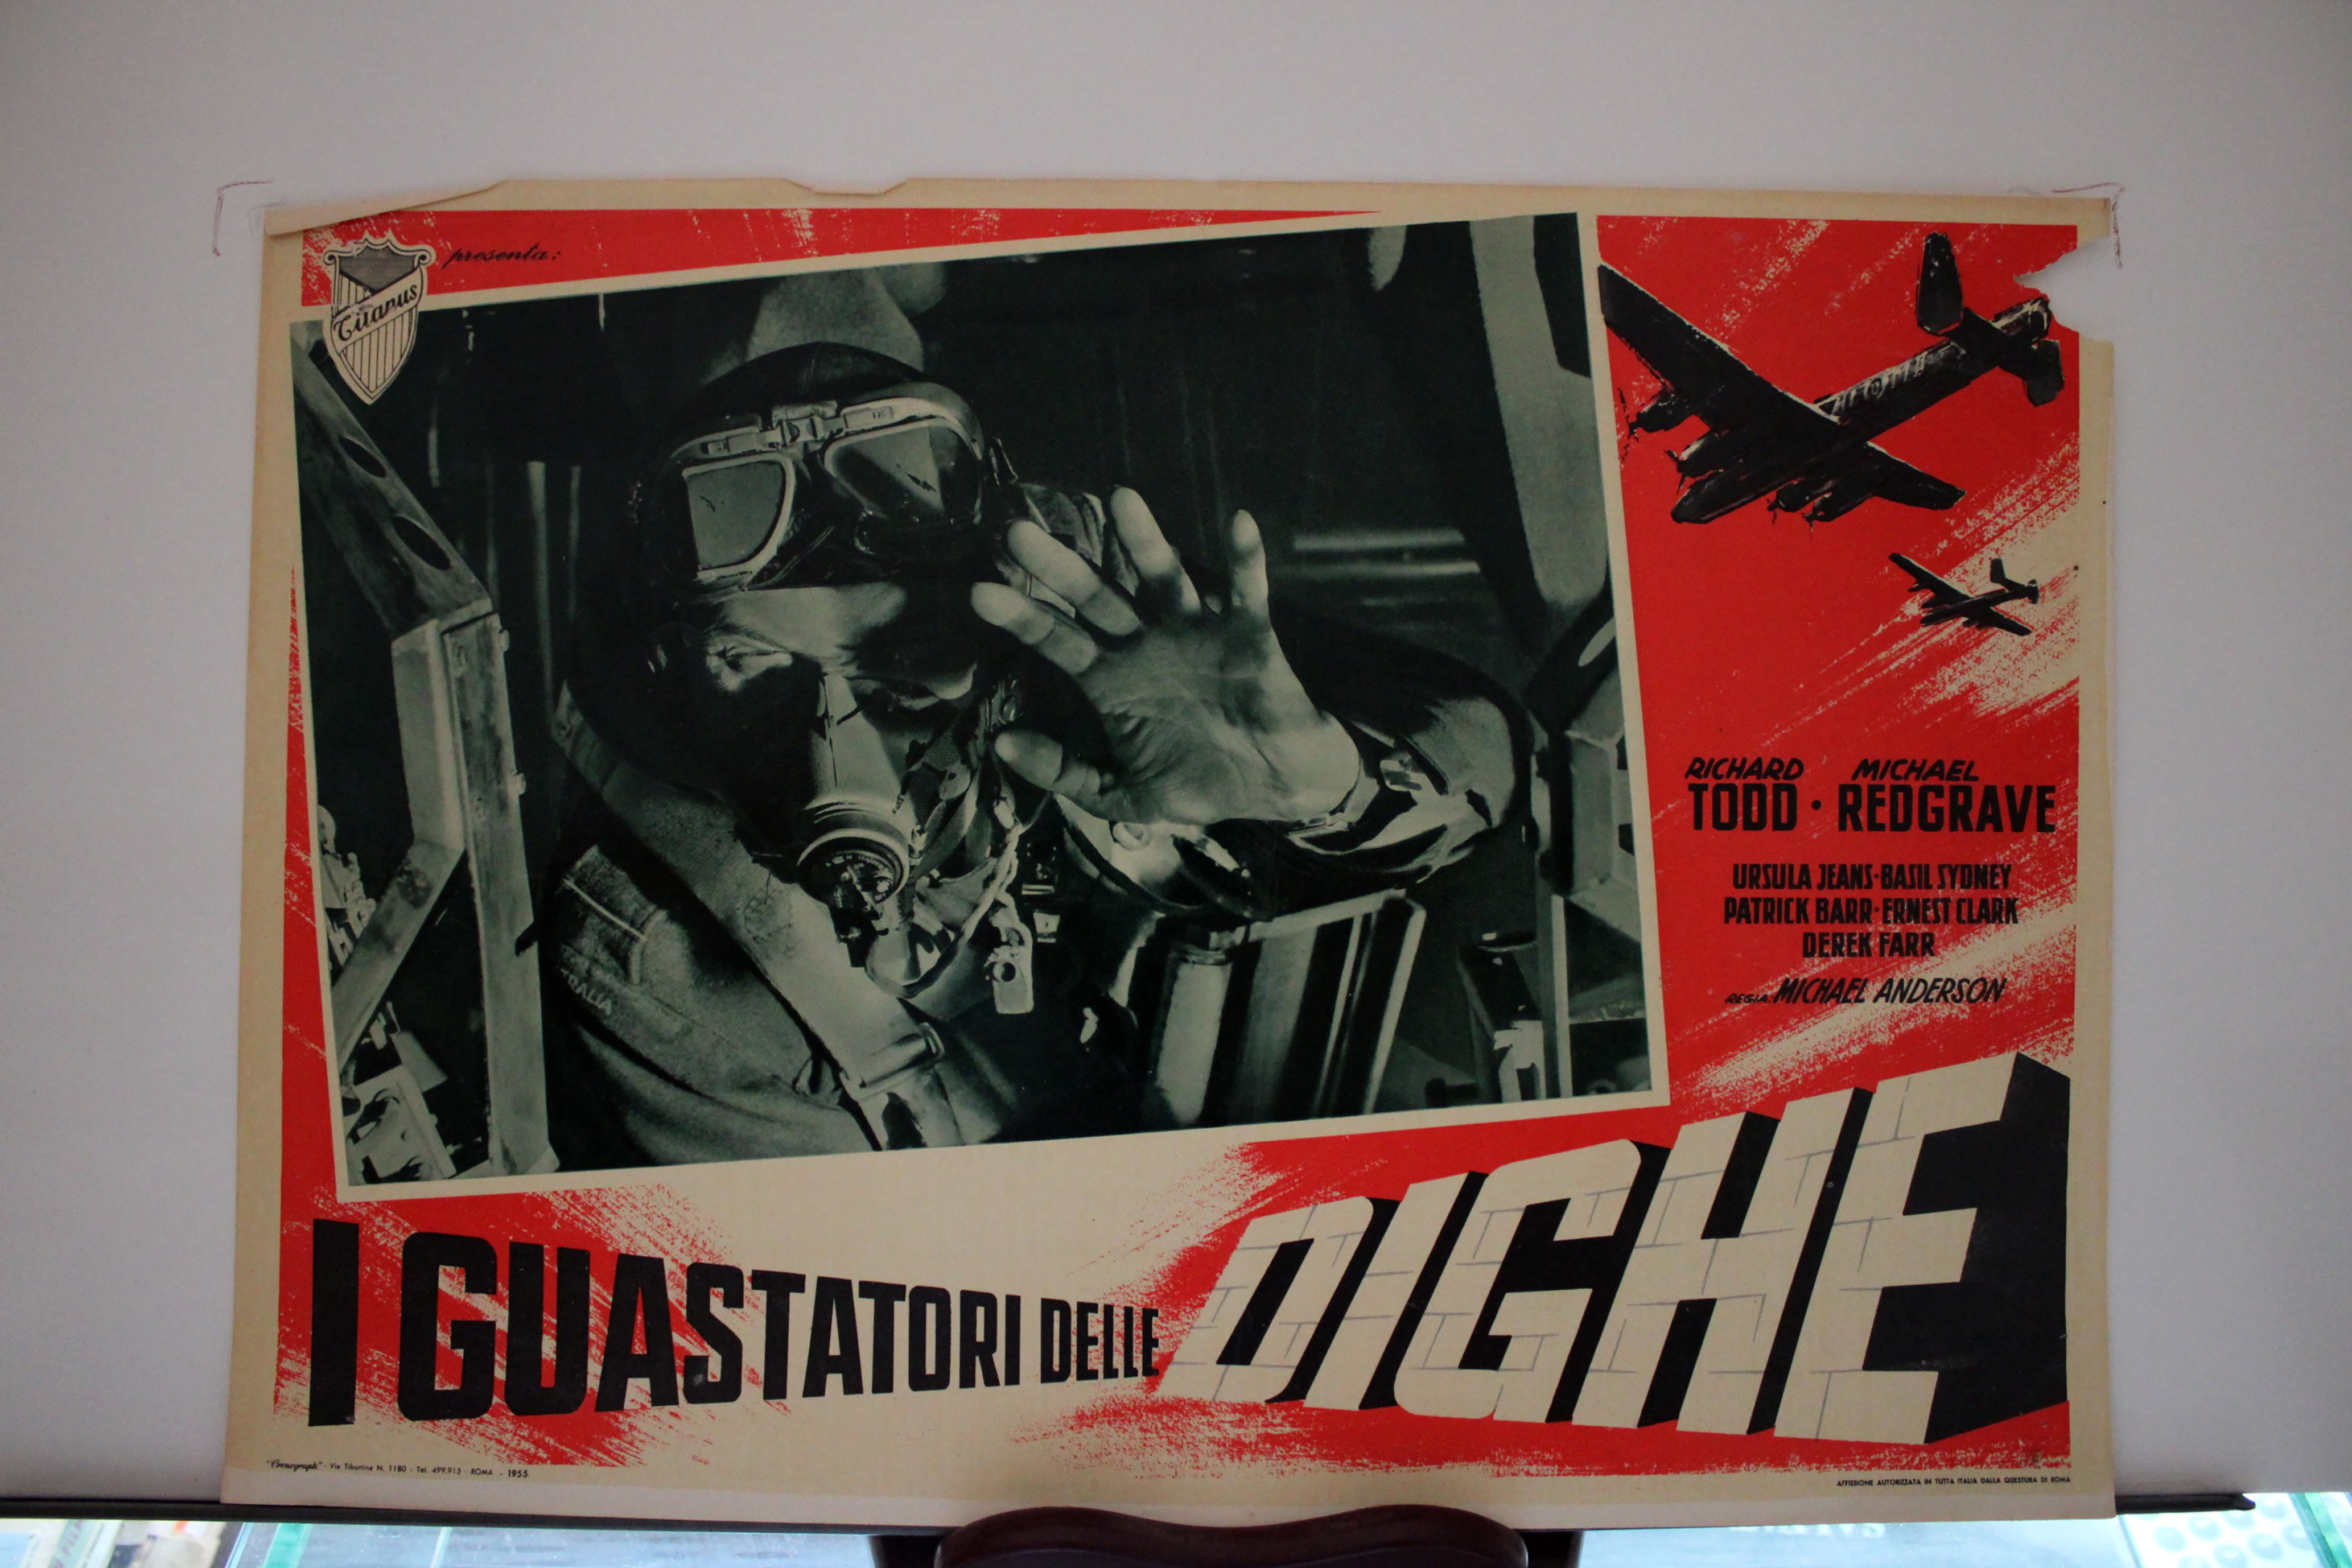 Titanus
presenta:
RICHARD MICHAEL
TODD · REDGRAVE
URSULA JEANS · BASIL SYDNEY
PATRICK BARR · ERNEST CLARK
DEREK FARR
REGIA MICHAEL ANDERSON
I GUASTATORI DELLE DIGHE
"Cronograph" - Via Tiburtina N. 1180 - Tel. 499.915 - ROMA - 1955
AFFISSIONE AUTORIZZATA IN TUTTA ITALIA DALLA QUESTURA DI ROMA